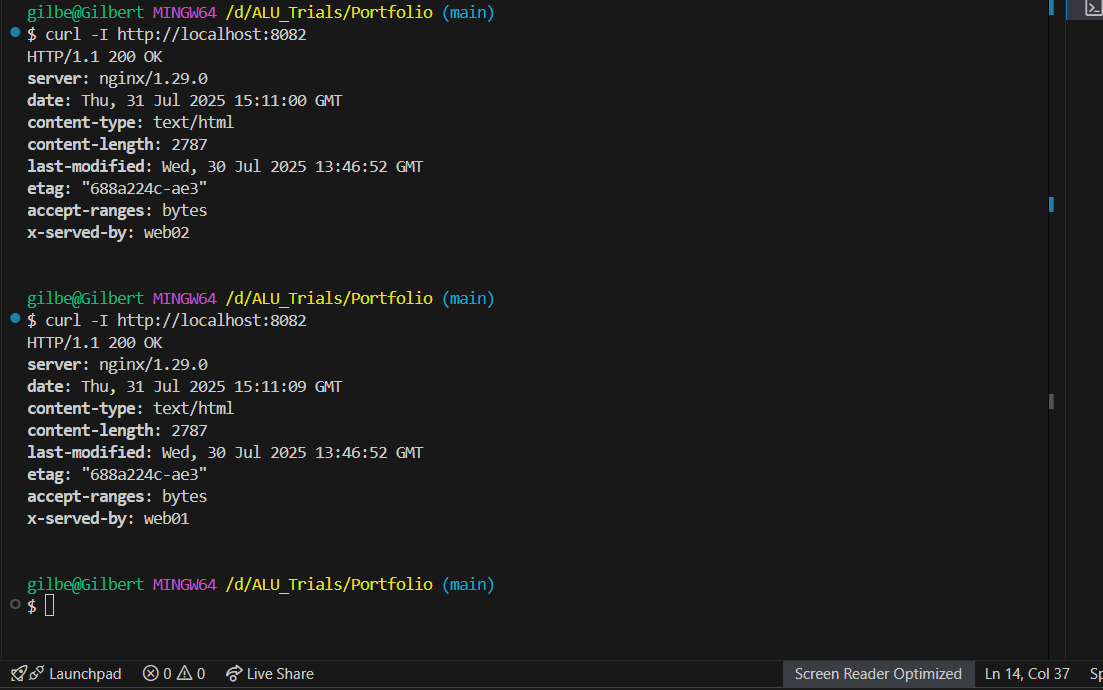 gilbe@Gilbert MINGW64 /d/ALU_Trials/Portfolio (main)
$ curl -I http://localhost:8082
HTTP/1.1 200 OK
server: nginx/1.29.0
date: Thu, 31 Jul 2025 15:11:00 GMT
content-type: text/html
content-length: 2787
last-modified: Wed, 30 Jul 2025 13:46:52 GMT
etag: "688a224c-ae3"
accept-ranges: bytes
x-served-by: web02
gilbe@Gilbert MINGW64 /d/ALU_Trials/Portfolio (main)
$ curl -I http://localhost:8082
HTTP/1.1 200 OK
server: nginx/1.29.0
date: Thu, 31 Jul 2025 15:11:09 GMT
content-type: text/html
content-length: 2787
last-modified: Wed, 30 Jul 2025 13:46:52 GMT
etag: "688a224c-ae3"
accept-ranges: bytes
x-served-by: web01
gilbe@Gilbert MINGW64 /d/ALU_Trials/Portfolio (main)
$
Launchpad 0 0 Live Share Screen Reader Optimized Ln 14, Col 37 Sp